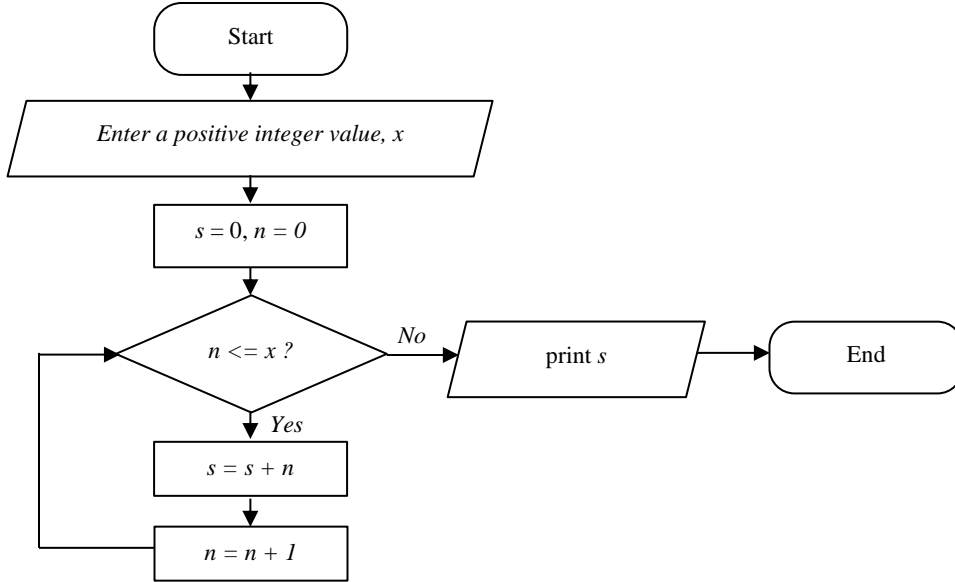 Start
Enter a positive integer value, x
s = 0, n = 0
n <= x ?
No
print s
End
Yes
s = s + n
n = n + 1